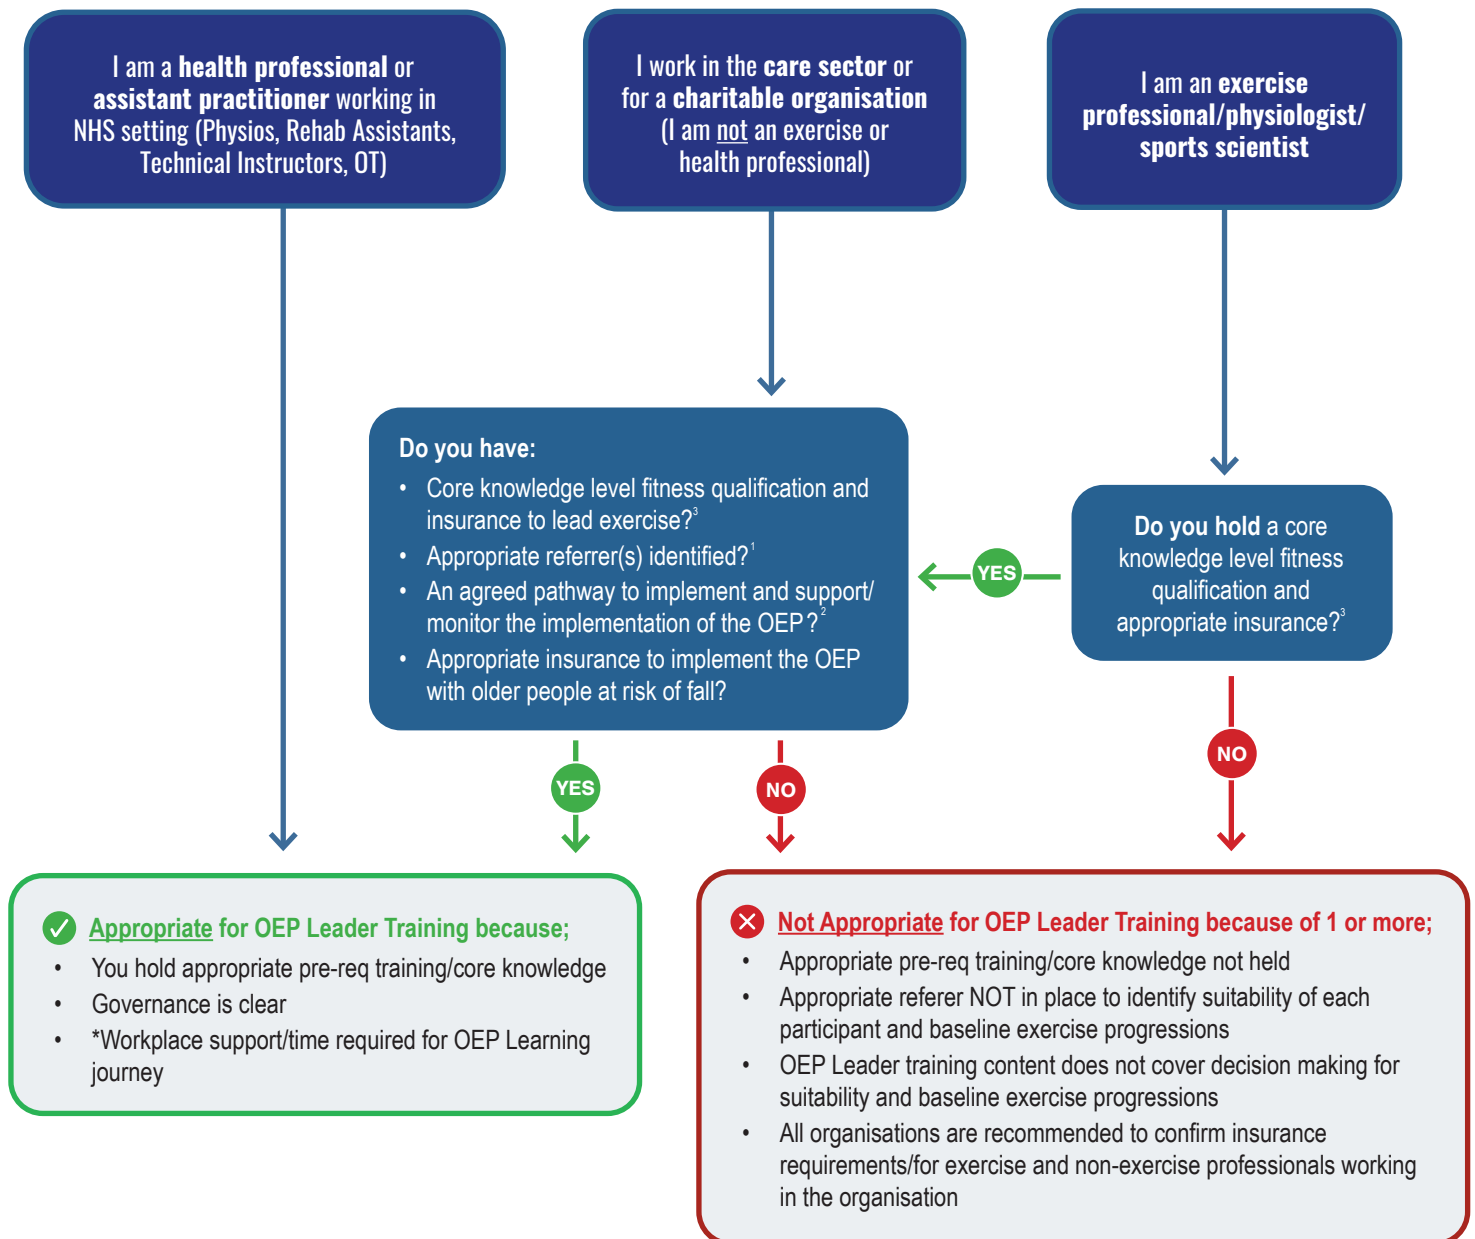 I am a health professional or
assistant practitioner working in
NHS setting (Physios, Rehab Assistants,
Technical Instructors, OT)
I work in the care sector or
for a charitable organisation
(I am not an exercise or
health professional)
I am an exercise
professional/physiologist/
sports scientist
Do you have:
• Core knowledge level fitness qualification and
insurance to lead exercise?³
• Appropriate referrer(s) identified?¹
• An agreed pathway to implement and support/
monitor the implementation of the OEP?²
• Appropriate insurance to implement the OEP
with older people at risk of fall?
YES
Do you hold a core
knowledge level fitness
qualification and
appropriate insurance?³
YES
NO
NO
Appropriate for OEP Leader Training because;
• You hold appropriate pre-req training/core knowledge
• Governance is clear
• *Workplace support/time required for OEP Learning
journey
Not Appropriate for OEP Leader Training because of 1 or more;
• Appropriate pre-req training/core knowledge not held
• Appropriate referer NOT in place to identify suitability of each
participant and baseline exercise progressions
• OEP Leader training content does not cover decision making for
suitability and baseline exercise progressions
• All organisations are recommended to confirm insurance
requirements/for exercise and non-exercise professionals working
in the organisation